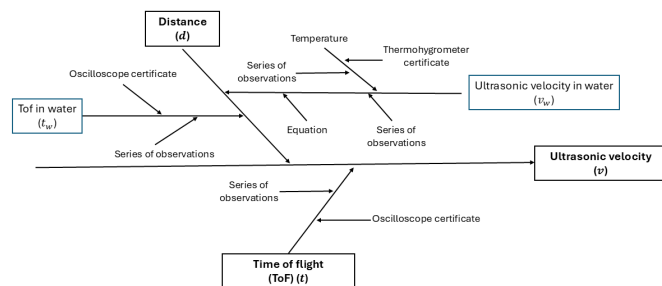 Distance
(d)
Temperature
Thermohygrometer
certificate
Series of
observations
Oscilloscope certificate
Ultrasonic velocity in water
(v_w)
Tof in water
(t_w)
Equation
Series of
observations
Series of observations
Ultrasonic velocity
(v)
Series of
observations
Oscilloscope certificate
Time of flight
(ToF) (t)